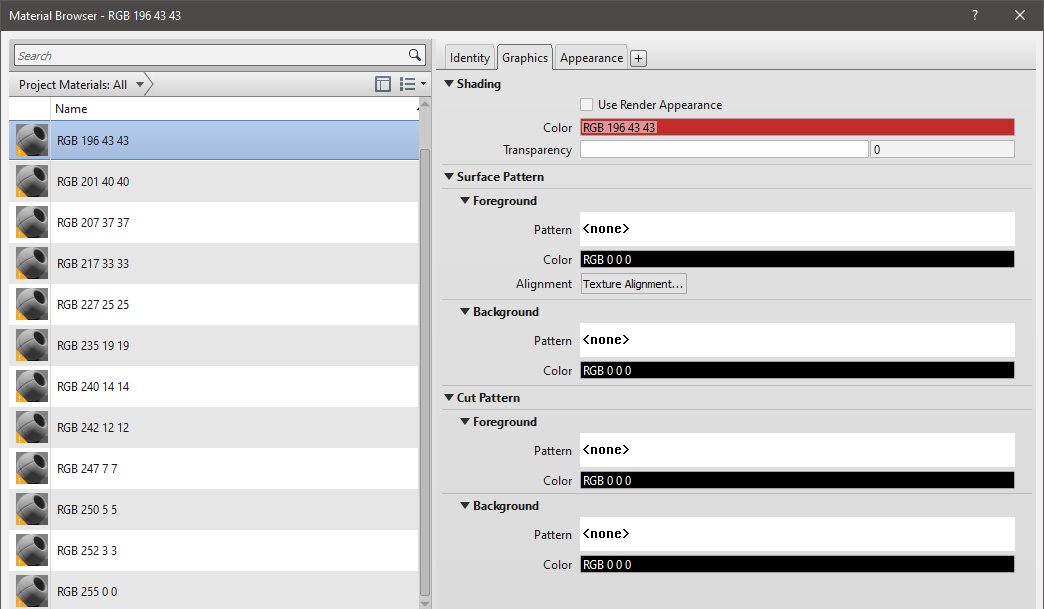 Material Browser - RGB 196 43 43
?
Search
Project Materials: All
Name
RGB 196 43 43
RGB 201 40 40
RGB 207 37 37
RGB 217 33 33
RGB 227 25 25
RGB 235 19 19
RGB 240 14 14
RGB 242 12 12
RGB 247 7 7
RGB 250 5 5
RGB 252 3 3
RGB 255 0 0
Identity Graphics Appearance +
Shading
Use Render Appearance
Color RGB 196 43 43
Transparency 0
Surface Pattern
Foreground
Pattern <none>
Color RGB 0 0 0
Alignment Texture Alignment...
Background
Pattern <none>
Color RGB 0 0 0
Cut Pattern
Foreground
Pattern <none>
Color RGB 0 0 0
Background
Pattern <none>
Color RGB 0 0 0